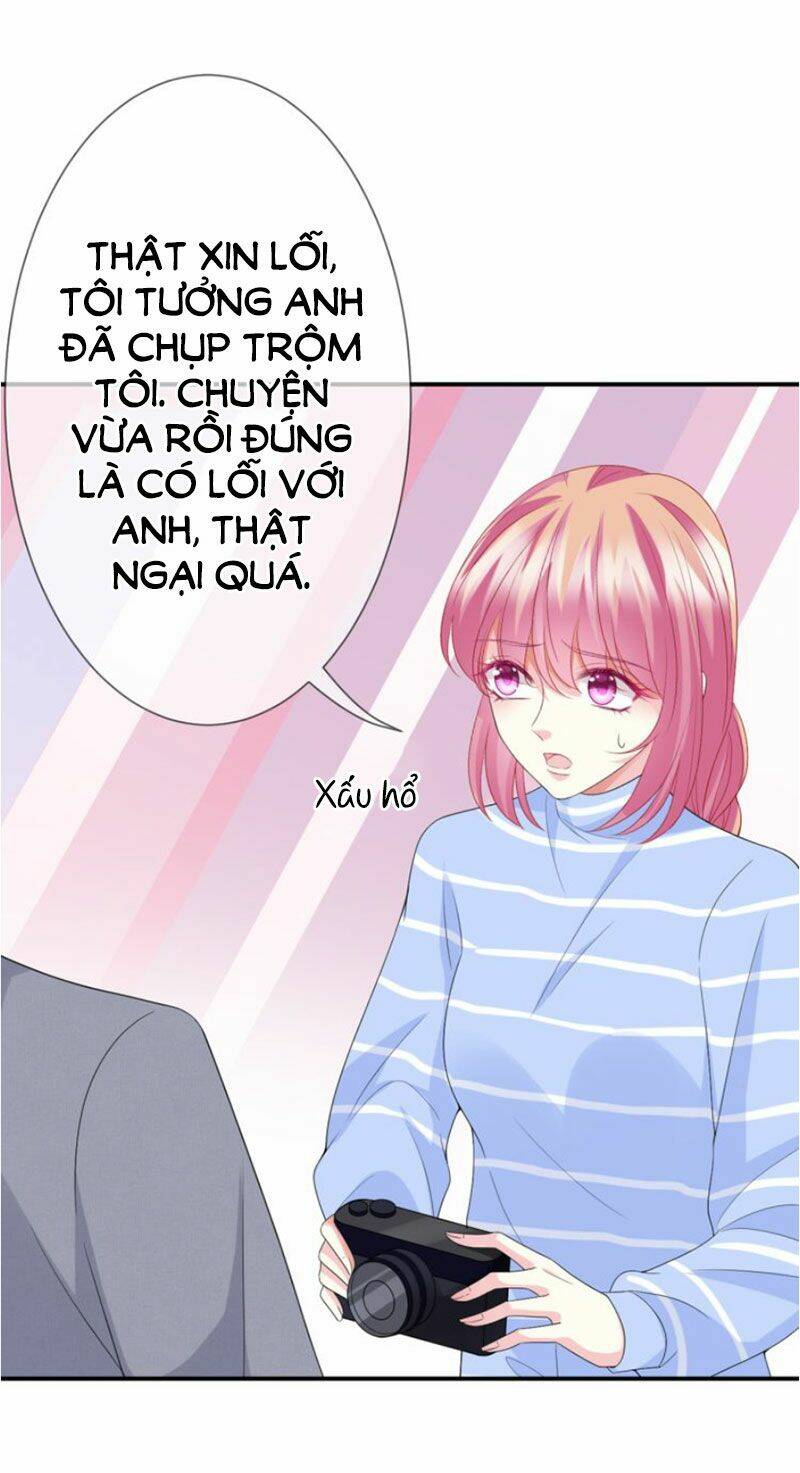 THẬT XIN LỖI,
TÔI TƯỞNG ANH
ĐÃ CHỤP TRỘM
TÔI. CHUYỆN
VỪA RỒI ĐÚNG
LÀ CÓ LỖI VỚI
ANH, THẬT
NGẠI QUÁ.
Xấu hổ